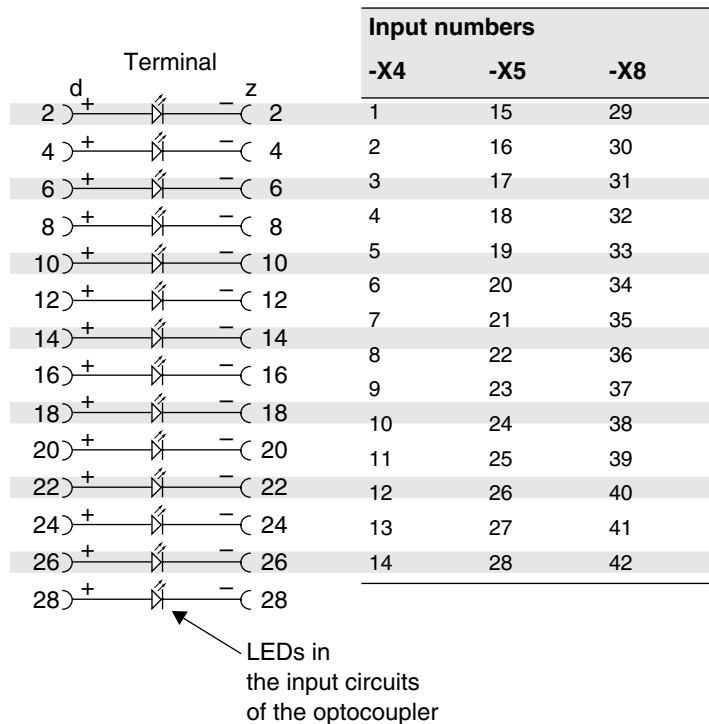 Input numbers
Terminal
-X4 -X5 -X8
d z
2 + – 2 1 15 29
4 + – 4 2 16 30
6 + – 6 3 17 31
8 + – 8 4 18 32
10 + – 10 5 19 33
12 + – 12 6 20 34
14 + – 14 7 21 35
16 + – 16 8 22 36
18 + – 18 9 23 37
20 + – 20 10 24 38
22 + – 22 11 25 39
24 + – 24 12 26 40
26 + – 26 13 27 41
28 + – 28 14 28 42
LEDs in
the input circuits
of the optocoupler